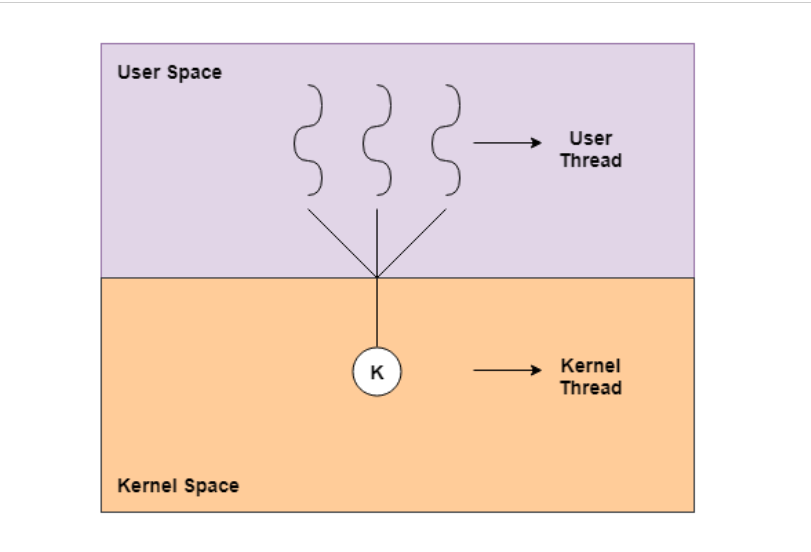 User Space
User
Thread
K
Kernel
Thread
Kernel Space